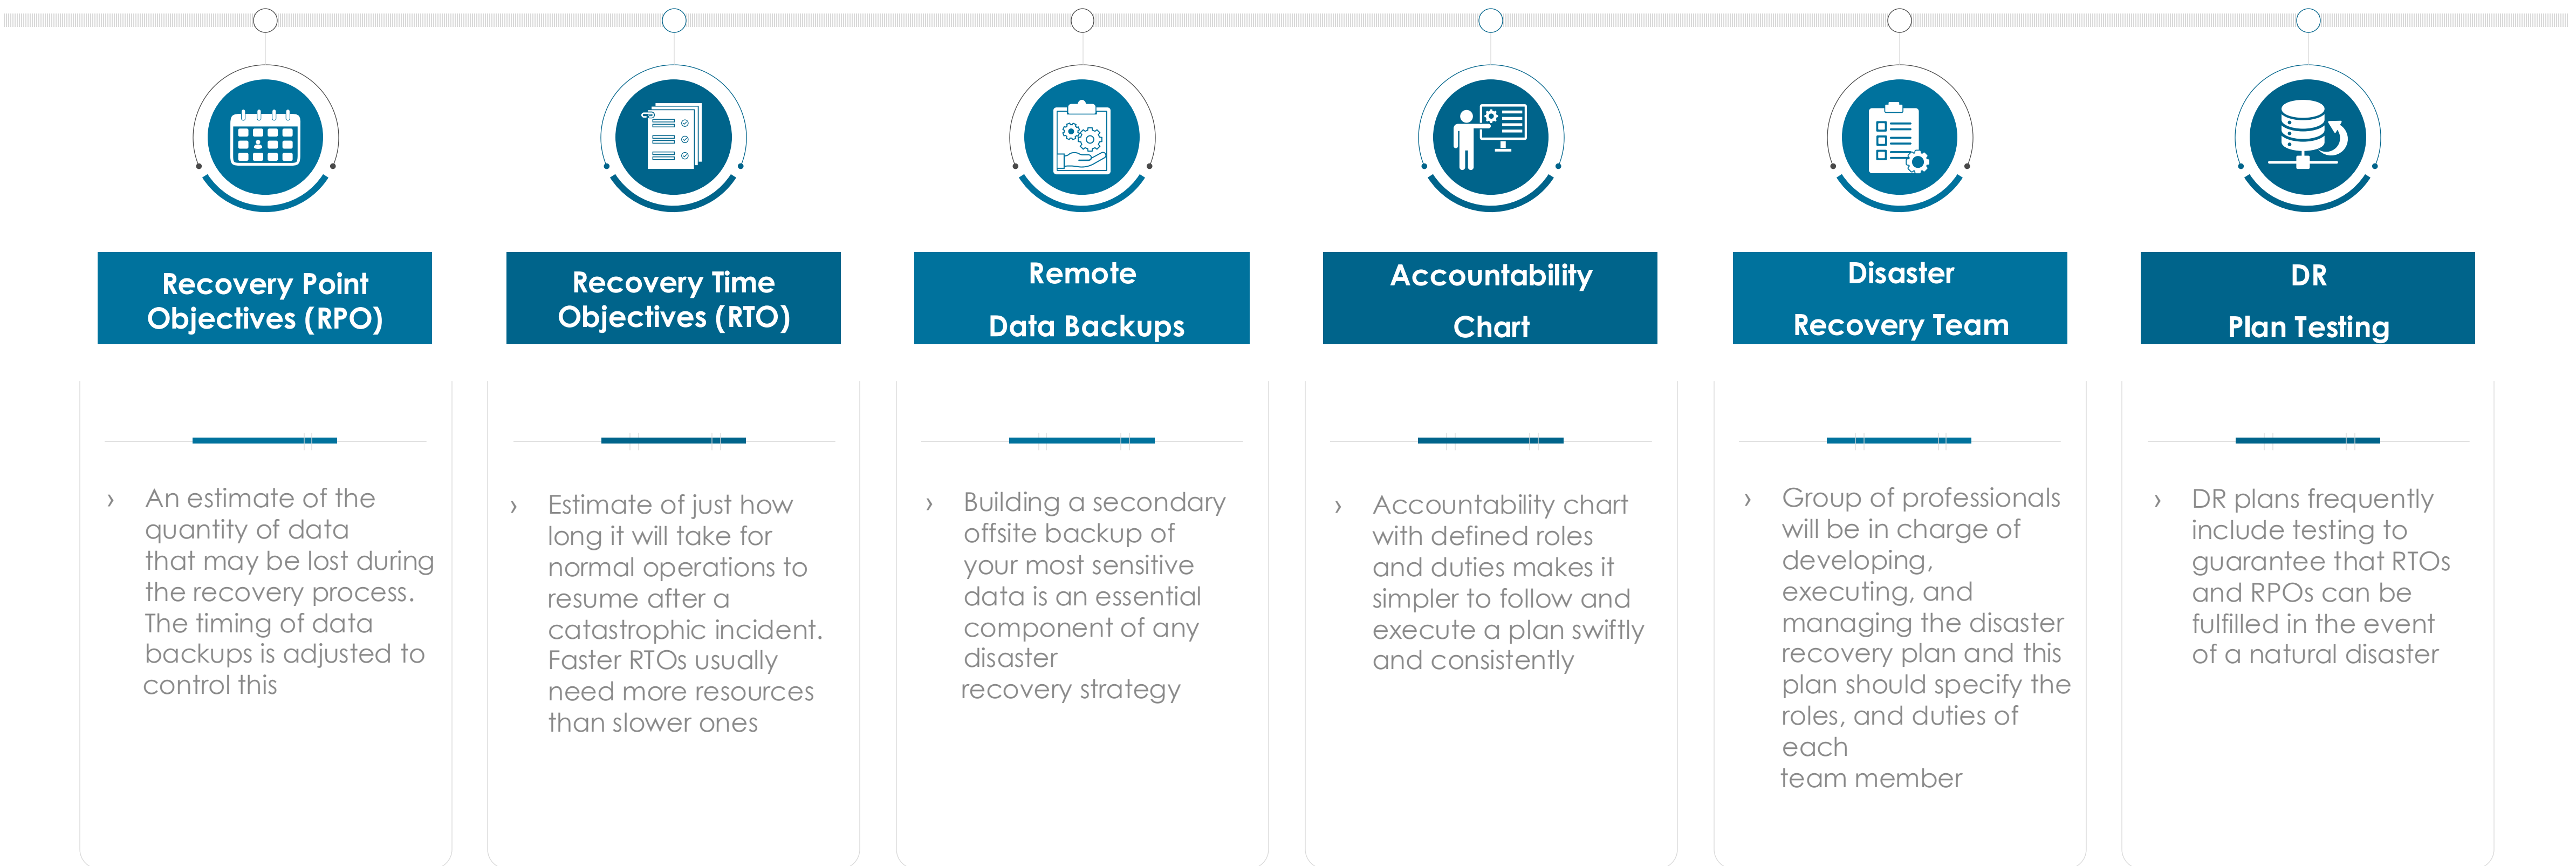 Recovery Point
Objectives (RPO)
Recovery Time
Objectives (RTO)
Remote
Data Backups
Accountability
Chart
Disaster
Recovery Team
DR
Plan Testing
› An estimate of the
quantity of data
that may be lost during
the recovery process.
The timing of data
backups is adjusted to
control this
› Estimate of just how
long it will take for
normal operations to
resume after a
catastrophic incident.
Faster RTOs usually
need more resources
than slower ones
› Building a secondary
offsite backup of
your most sensitive
data is an essential
component of any
disaster
recovery strategy
› Accountability chart
with defined roles
and duties makes it
simpler to follow and
execute a plan swiftly
and consistently
› Group of professionals
will be in charge of
developing,
executing, and
managing the disaster
recovery plan and this
plan should specify the
roles, and duties of
each
team member
› DR plans frequently
include testing to
guarantee that RTOs
and RPOs can be
fulfilled in the event
of a natural disaster